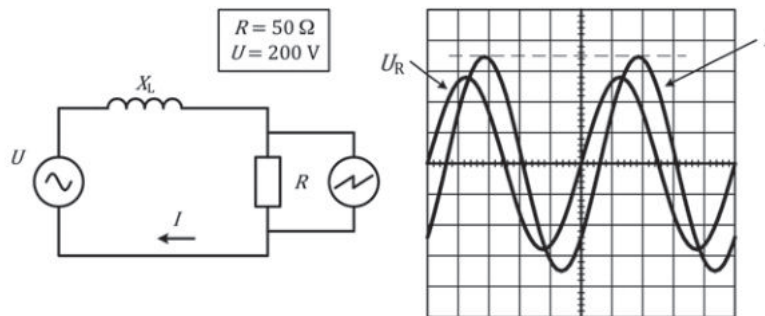 R = 50 Ω
U = 200 V
X_L
U
I
R
U_R